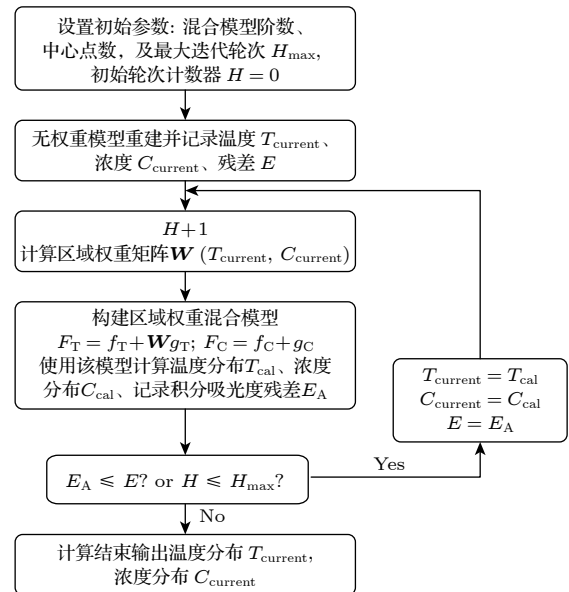 设置初始参数: 混合模型阶数、
中心点数, 及最大迭代轮次 H_max,
初始轮次计数器 H = 0
无权重模型重建并记录温度 T_current、
浓度 C_current、残差 E
H+1
计算区域权重矩阵W (T_current, C_current)
构建区域权重混合模型
F_T = f_T+Wg_T; F_C = f_C+g_C
使用该模型计算温度分布T_cal、浓度
分布C_cal、记录积分吸光度残差E_A
T_current = T_cal
C_current = C_cal
E = E_A
E_A ⩽ E? or H ⩽ H_max?
Yes
No
计算结束输出温度分布 T_current,
浓度分布 C_current